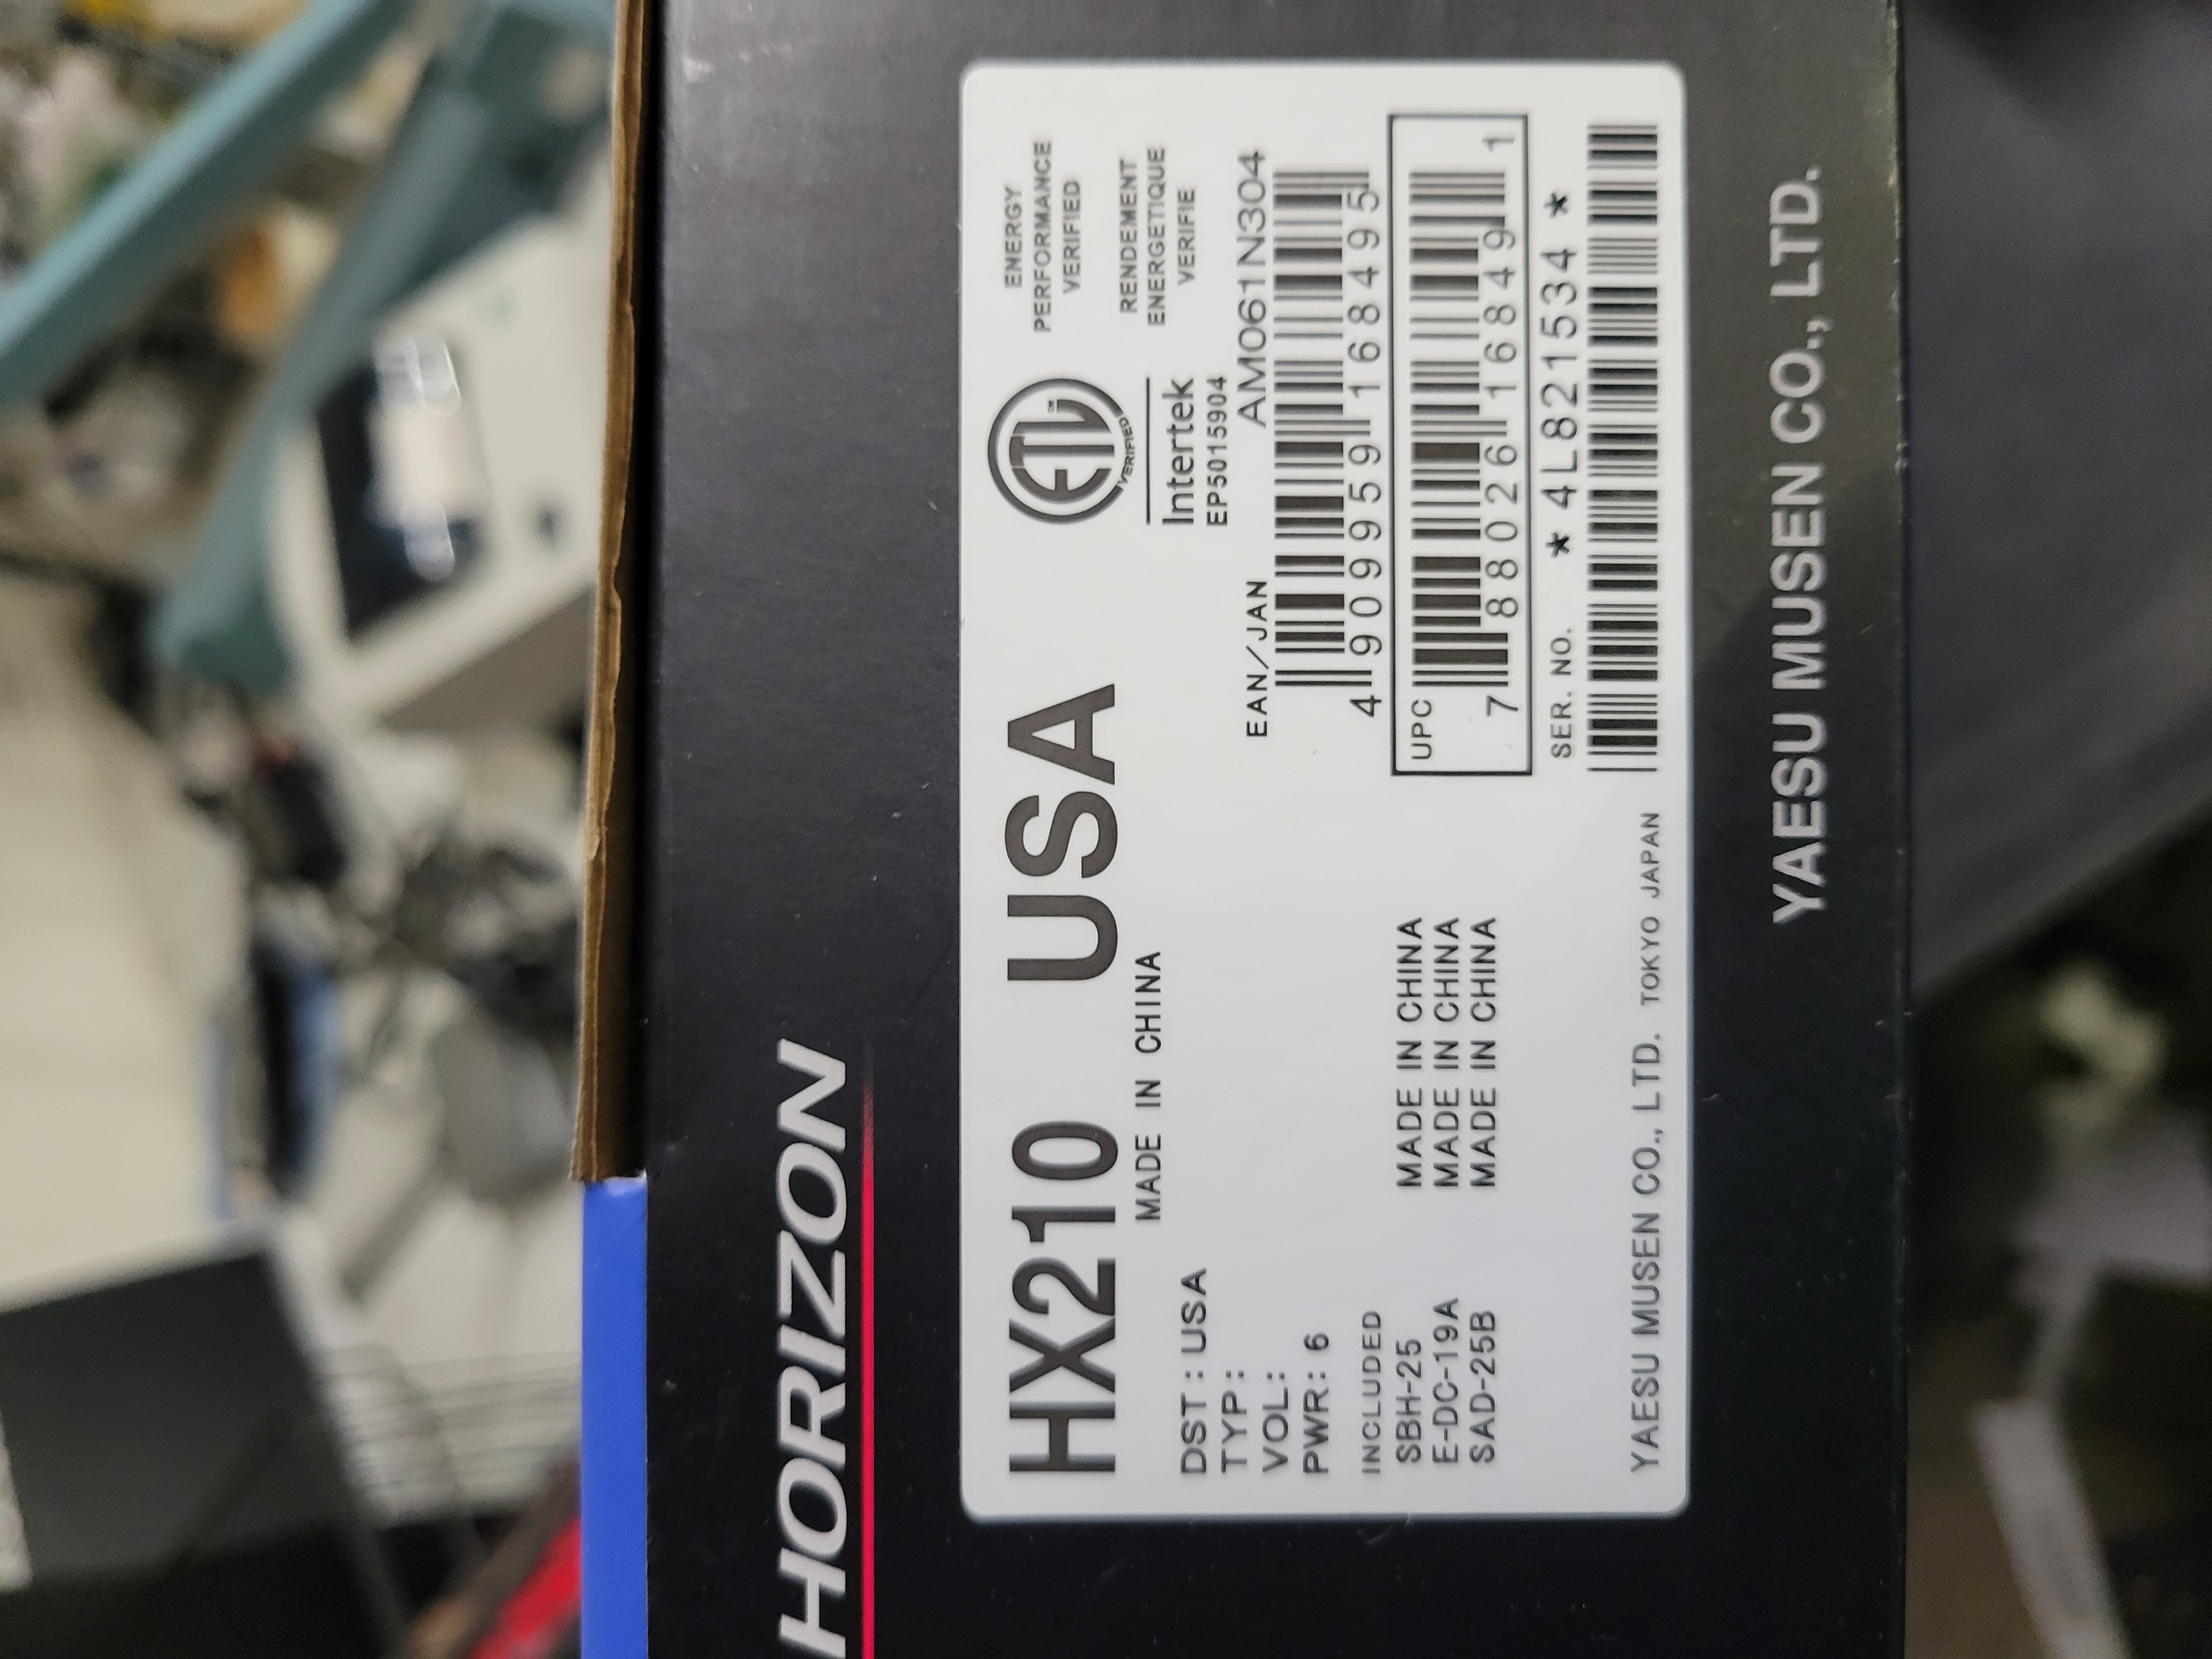 HORIZON
HX210 USA
MADE IN CHINA
DST: USA
TYP:
VOL:
PWR: 6
INCLUDED
SBH-25 MADE IN CHINA
E-DC-19A MADE IN CHINA
SAD-25B MADE IN CHINA
YAESU MUSEN CO., LTD. TOKYO JAPAN
ETL
VERIFIED
Intertek
EP5015904
ENERGY
PERFORMANCE
VERIFIED
RENDEMENT
ENERGETIQUE
VERIFIE
EAN/JAN AM061N304
4 909959 168495
UPC
7 88026 16849 1
SER. NO. * 4L821534 *
YAESU MUSEN CO., LTD.